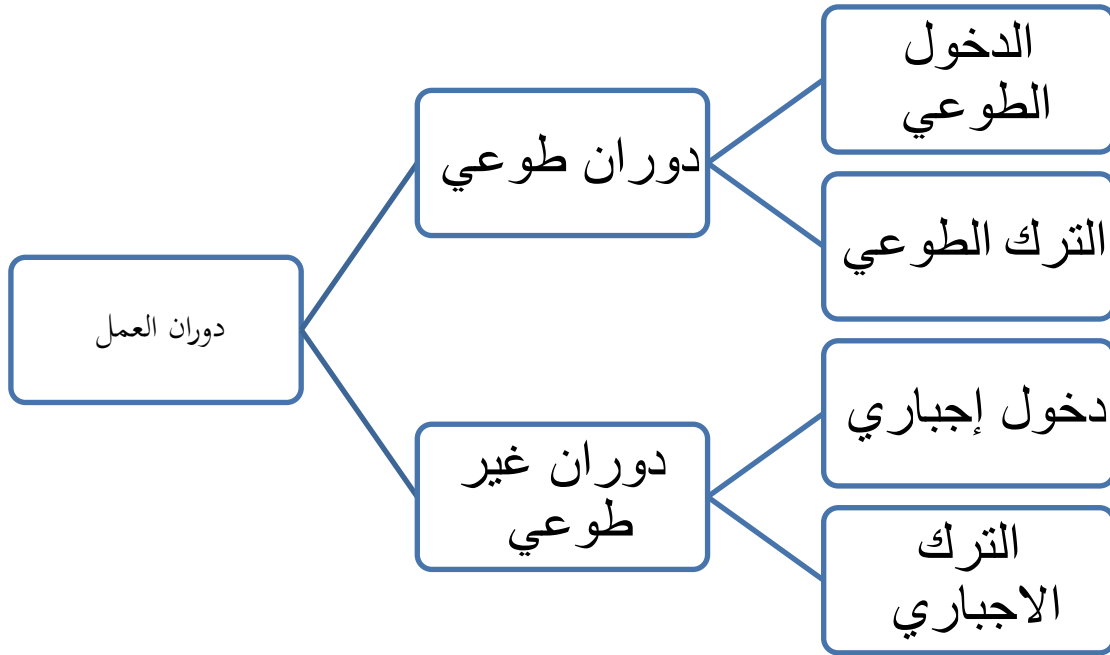 دوران العمل
دوران طوعي
الدخول
الطوعي
الترك الطوعي
دوران غير
طوعي
دخول إجباري
الترك
الاجباري